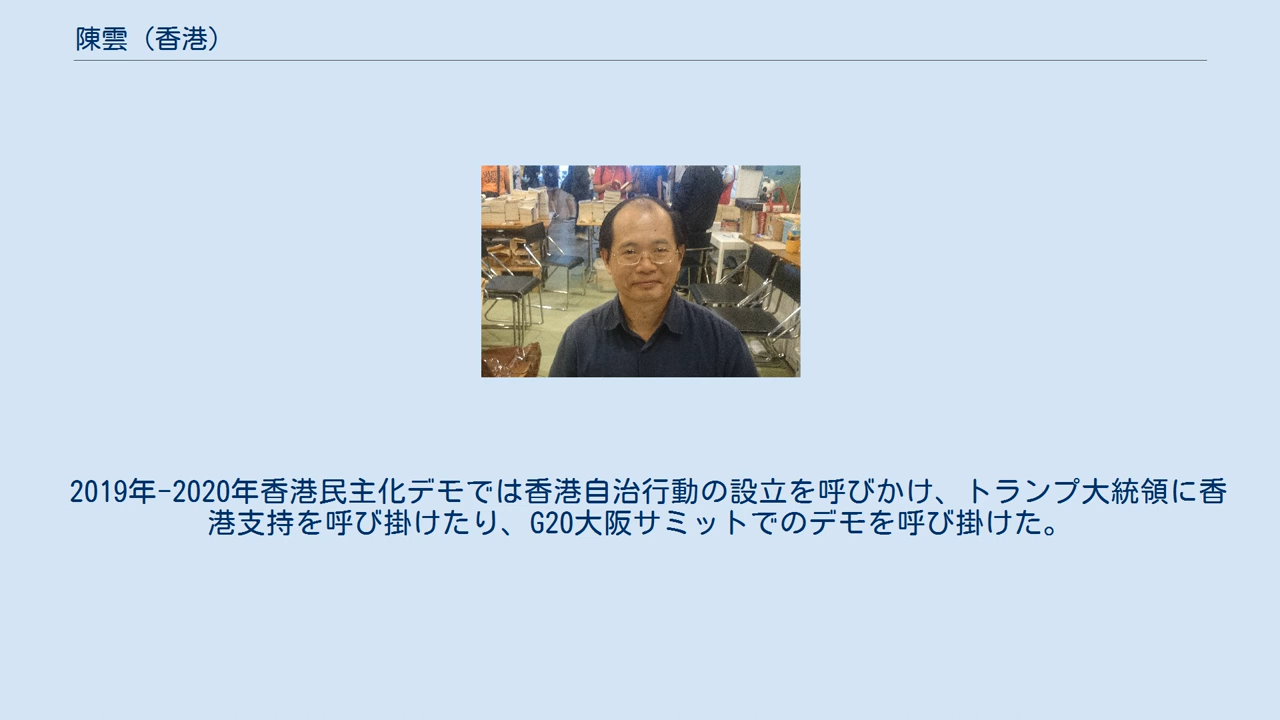 陳雲（香港）
2019年-2020年香港民主化デモでは香港自治行動の設立を呼びかけ、トランプ大統領に香
港支持を呼び掛けたり、G20大阪サミットでのデモを呼び掛けた。